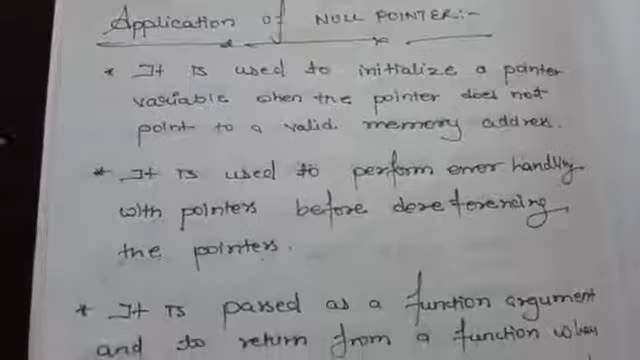 Application of NULL POINTER:-
* It is used to initialize a pointer
variable when the pointer does not
point to a valid memory address.
* It is used to perform error handling
with pointers before dereferencing
the pointers.
* It is parsed as a function argument
and to return from a function when